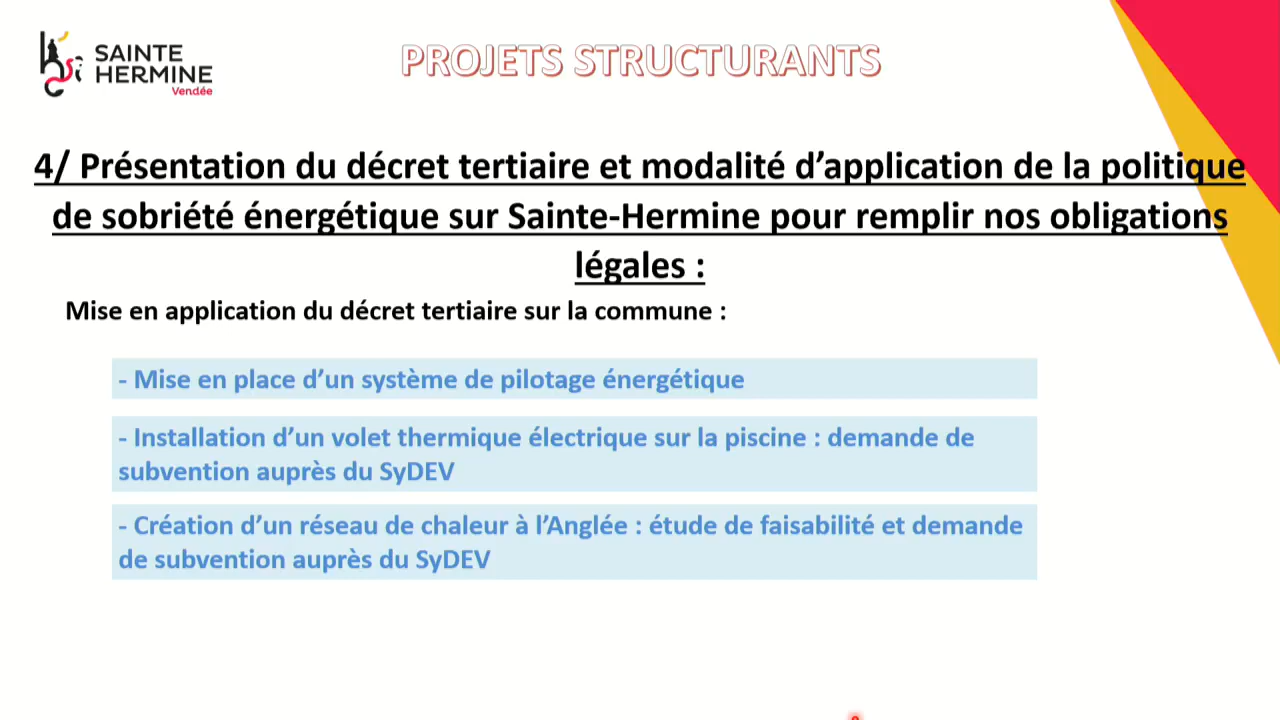 SAINTE
HERMINE
Vendée
PROJETS STRUCTURANTS
4/ Présentation du décret tertiaire et modalité d’application de la politique
de sobriété énergétique sur Sainte-Hermine pour remplir nos obligations
légales :
Mise en application du décret tertiaire sur la commune :
- Mise en place d’un système de pilotage énergétique
- Installation d’un volet thermique électrique sur la piscine : demande de
subvention auprès du SyDEV
- Création d’un réseau de chaleur à l’Anglée : étude de faisabilité et demande
de subvention auprès du SyDEV